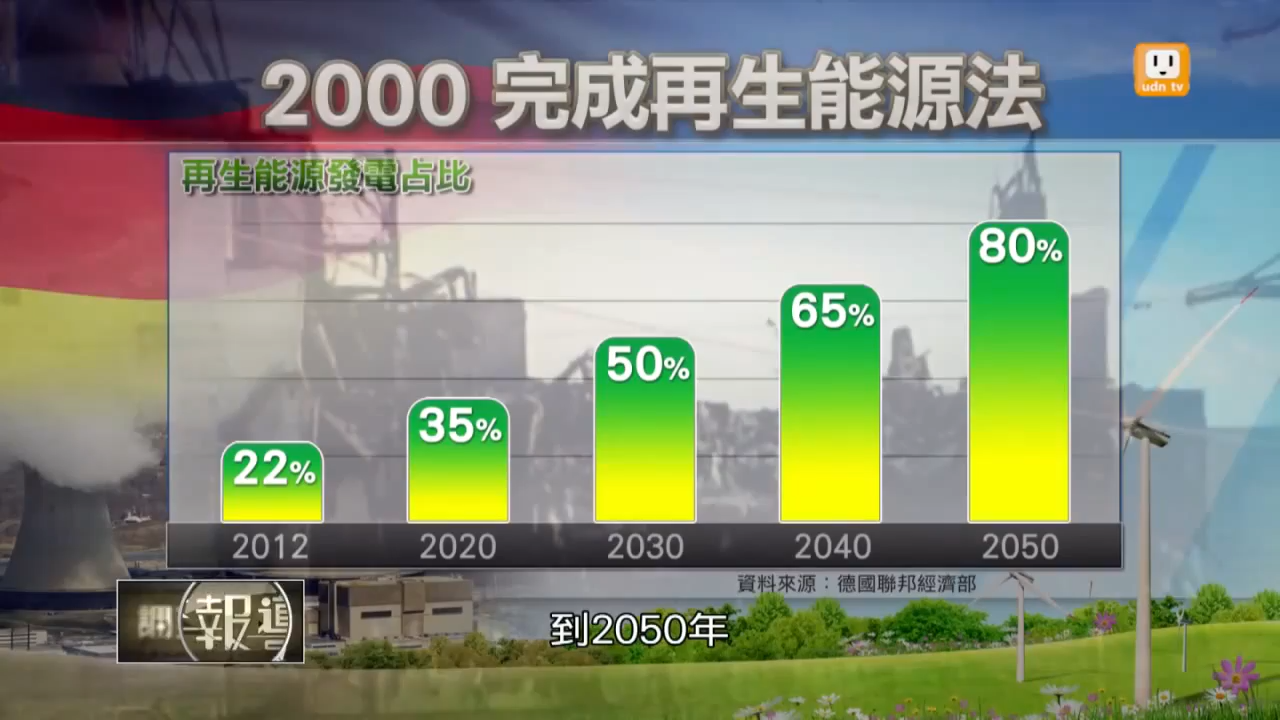 2000 完成再生能源法
udn tv
再生能源發電占比
22%
35%
50%
65%
80%
2012
2020
2030
2040
2050
資料來源：德國聯邦經濟部
報導
到2050年